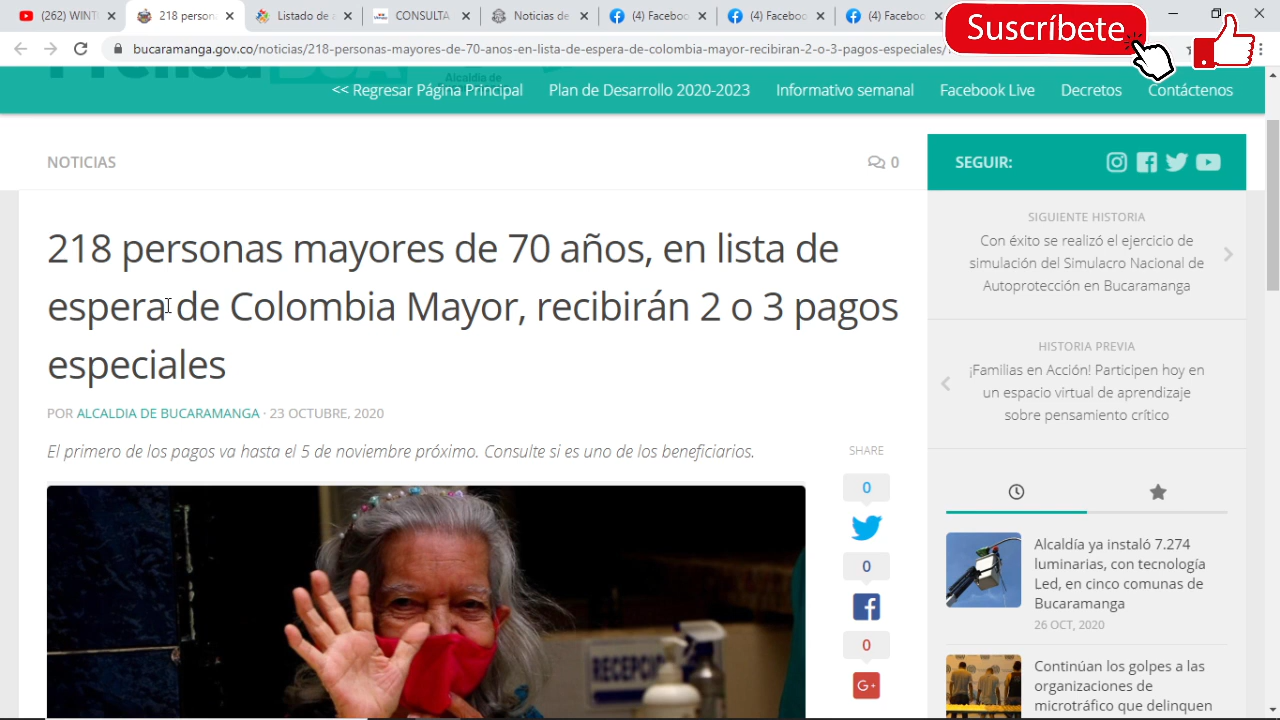 (262) WINT
218 person
Listado de a
CONSULTA
Noticias de
(4) Faceboo
(4) Faceboo
(4) Faceboo
Suscríbete
bucaramanga.gov.co/noticias/218-personas-mayores-de-70-anos-en-lista-de-espera-de-colombia-mayor-recibiran-2-o-3-pagos-especiales/
Prensa BGA
Alcaldía de
<< Regresar Página Principal
Plan de Desarrollo 2020-2023
Informativo semanal
Facebook Live
Decretos
Contáctenos
NOTICIAS
0
218 personas mayores de 70 años, en lista de
espera de Colombia Mayor, recibirán 2 o 3 pagos
especiales
POR ALCALDIA DE BUCARAMANGA · 23 OCTUBRE, 2020
El primero de los pagos va hasta el 5 de noviembre próximo. Consulte si es uno de los beneficiarios.
RECEPCIO
SHARE
0
0
0
G+
SEGUIR:
SIGUIENTE HISTORIA
Con éxito se realizó el ejercicio de
simulación del Simulacro Nacional de
Autoprotección en Bucaramanga
HISTORIA PREVIA
¡Familias en Acción! Participen hoy en
un espacio virtual de aprendizaje
sobre pensamiento crítico
Alcaldía ya instaló 7.274
luminarias, con tecnología
Led, en cinco comunas de
Bucaramanga
26 OCT, 2020
Continúan los golpes a las
organizaciones de
microtráfico que delinquen